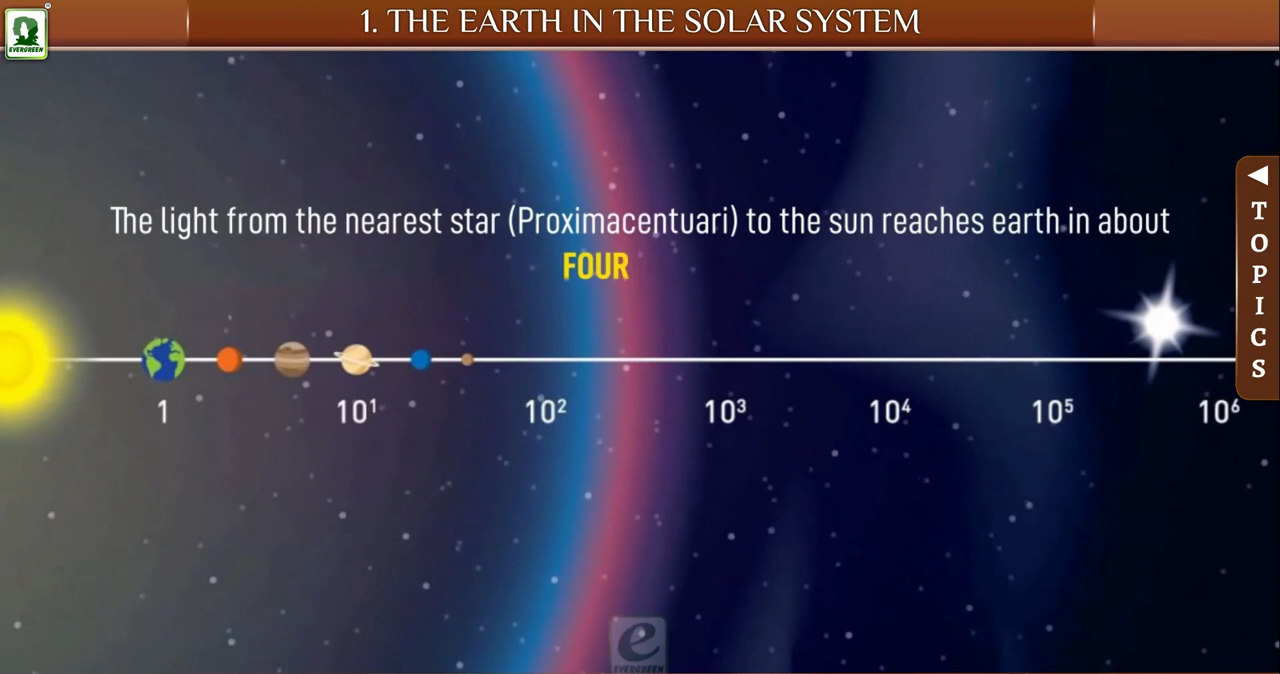 EVERGREEN
1. THE EARTH IN THE SOLAR SYSTEM
The light from the nearest star (Proximacentuari) to the sun reaches earth in about
FOUR
1 10¹ 10² 10³ 10⁴ 10⁵ 10⁶
◀ TOPICS
e
EVERGREEN